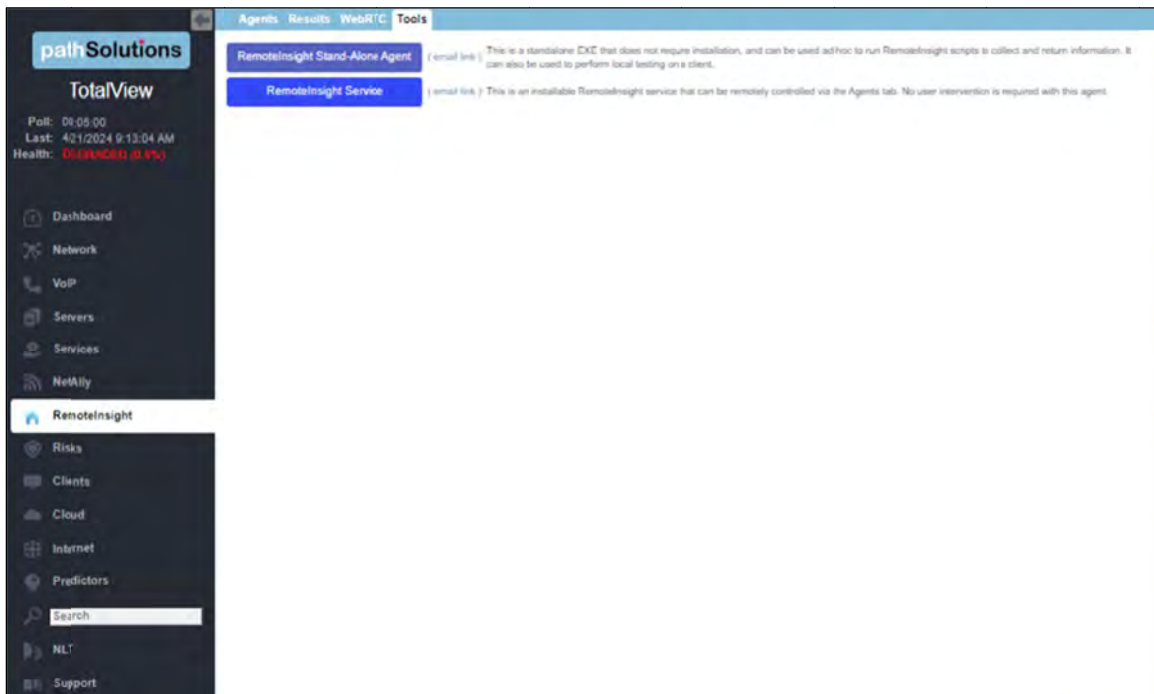 Agents Results WebRTC Tools
pathSolutions
TotalView
Poll: 00:05:00
Last: 4/21/2024 9:13:04 AM
Health: DEGRADED
RemoteInsight Stand-Alone Agent ( email link ) This is a standalone EXE that does not require installation, and can be used ad hoc to run RemoteInsight scripts to collect and return information. It
can also be used to perform local testing on a client.
RemoteInsight Service ( email link ) This is an installable RemoteInsight service that can be remotely controlled via the Agents tab. No user intervention is required with this agent.
Dashboard
Network
VoIP
Servers
Services
NetAlly
RemoteInsight
Risks
Clients
Cloud
Internet
Predictors
Search
NLT
Support